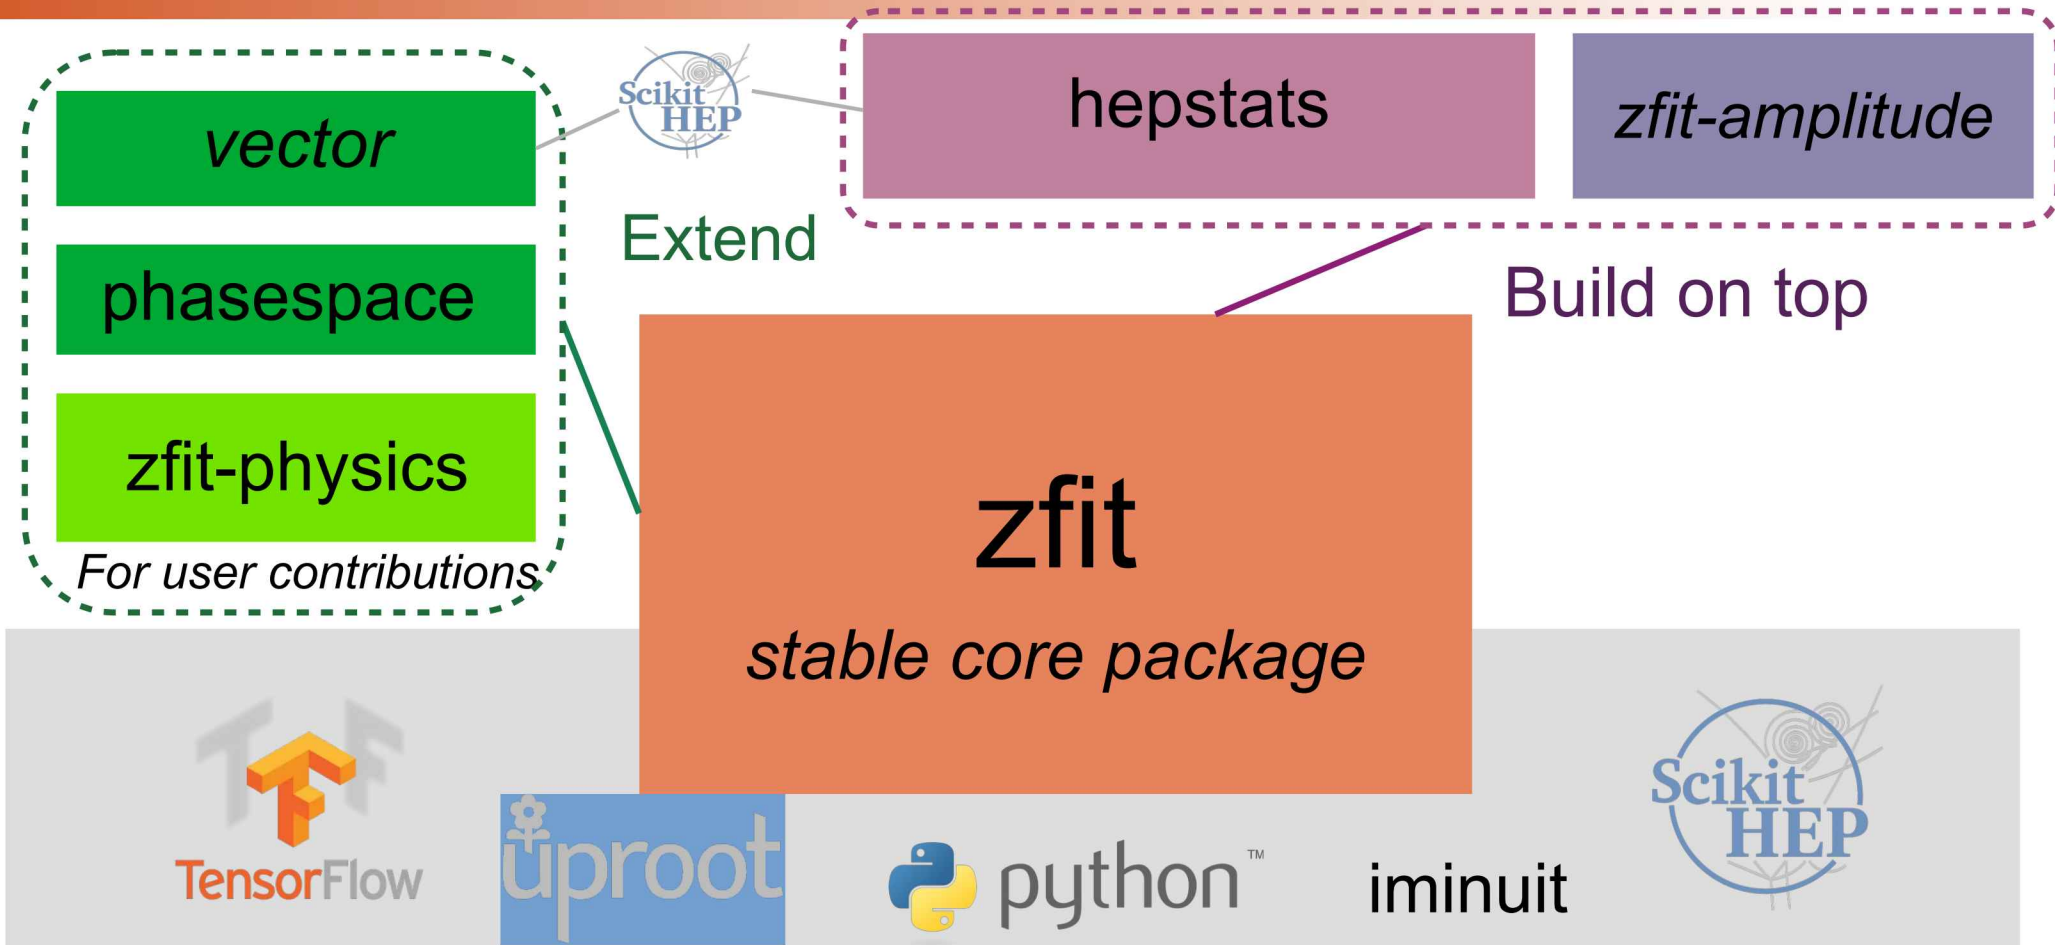 vector
Scikit
HEP
hepstats
zfit-amplitude
Extend
phasespace
Build on top
zfit-physics
For user contributions
zfit
stable core package
TensorFlow
uproot
python™
iminuit
Scikit
HEP